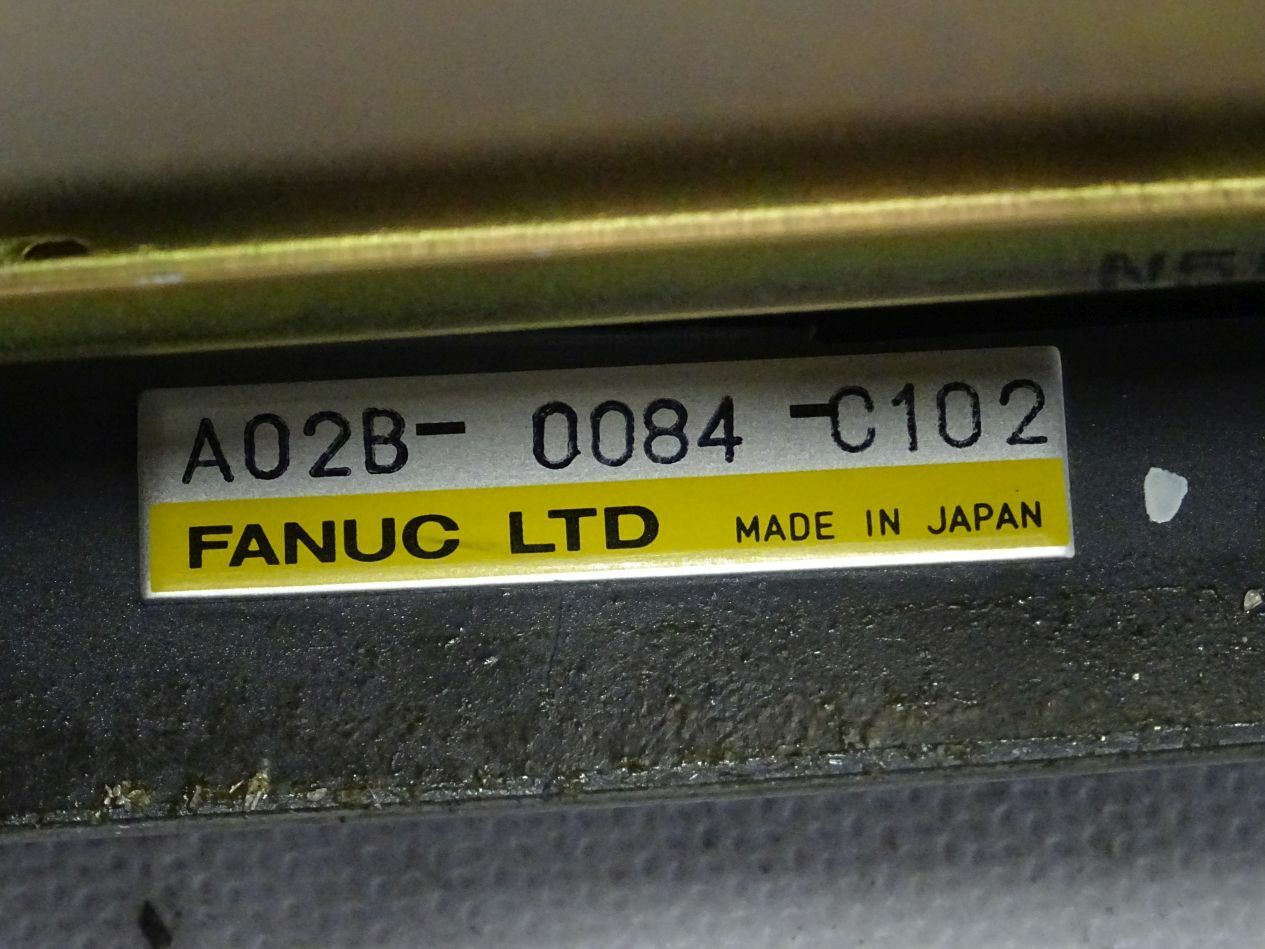 A02B- 0084 -C102
FANUC LTD MADE IN JAPAN